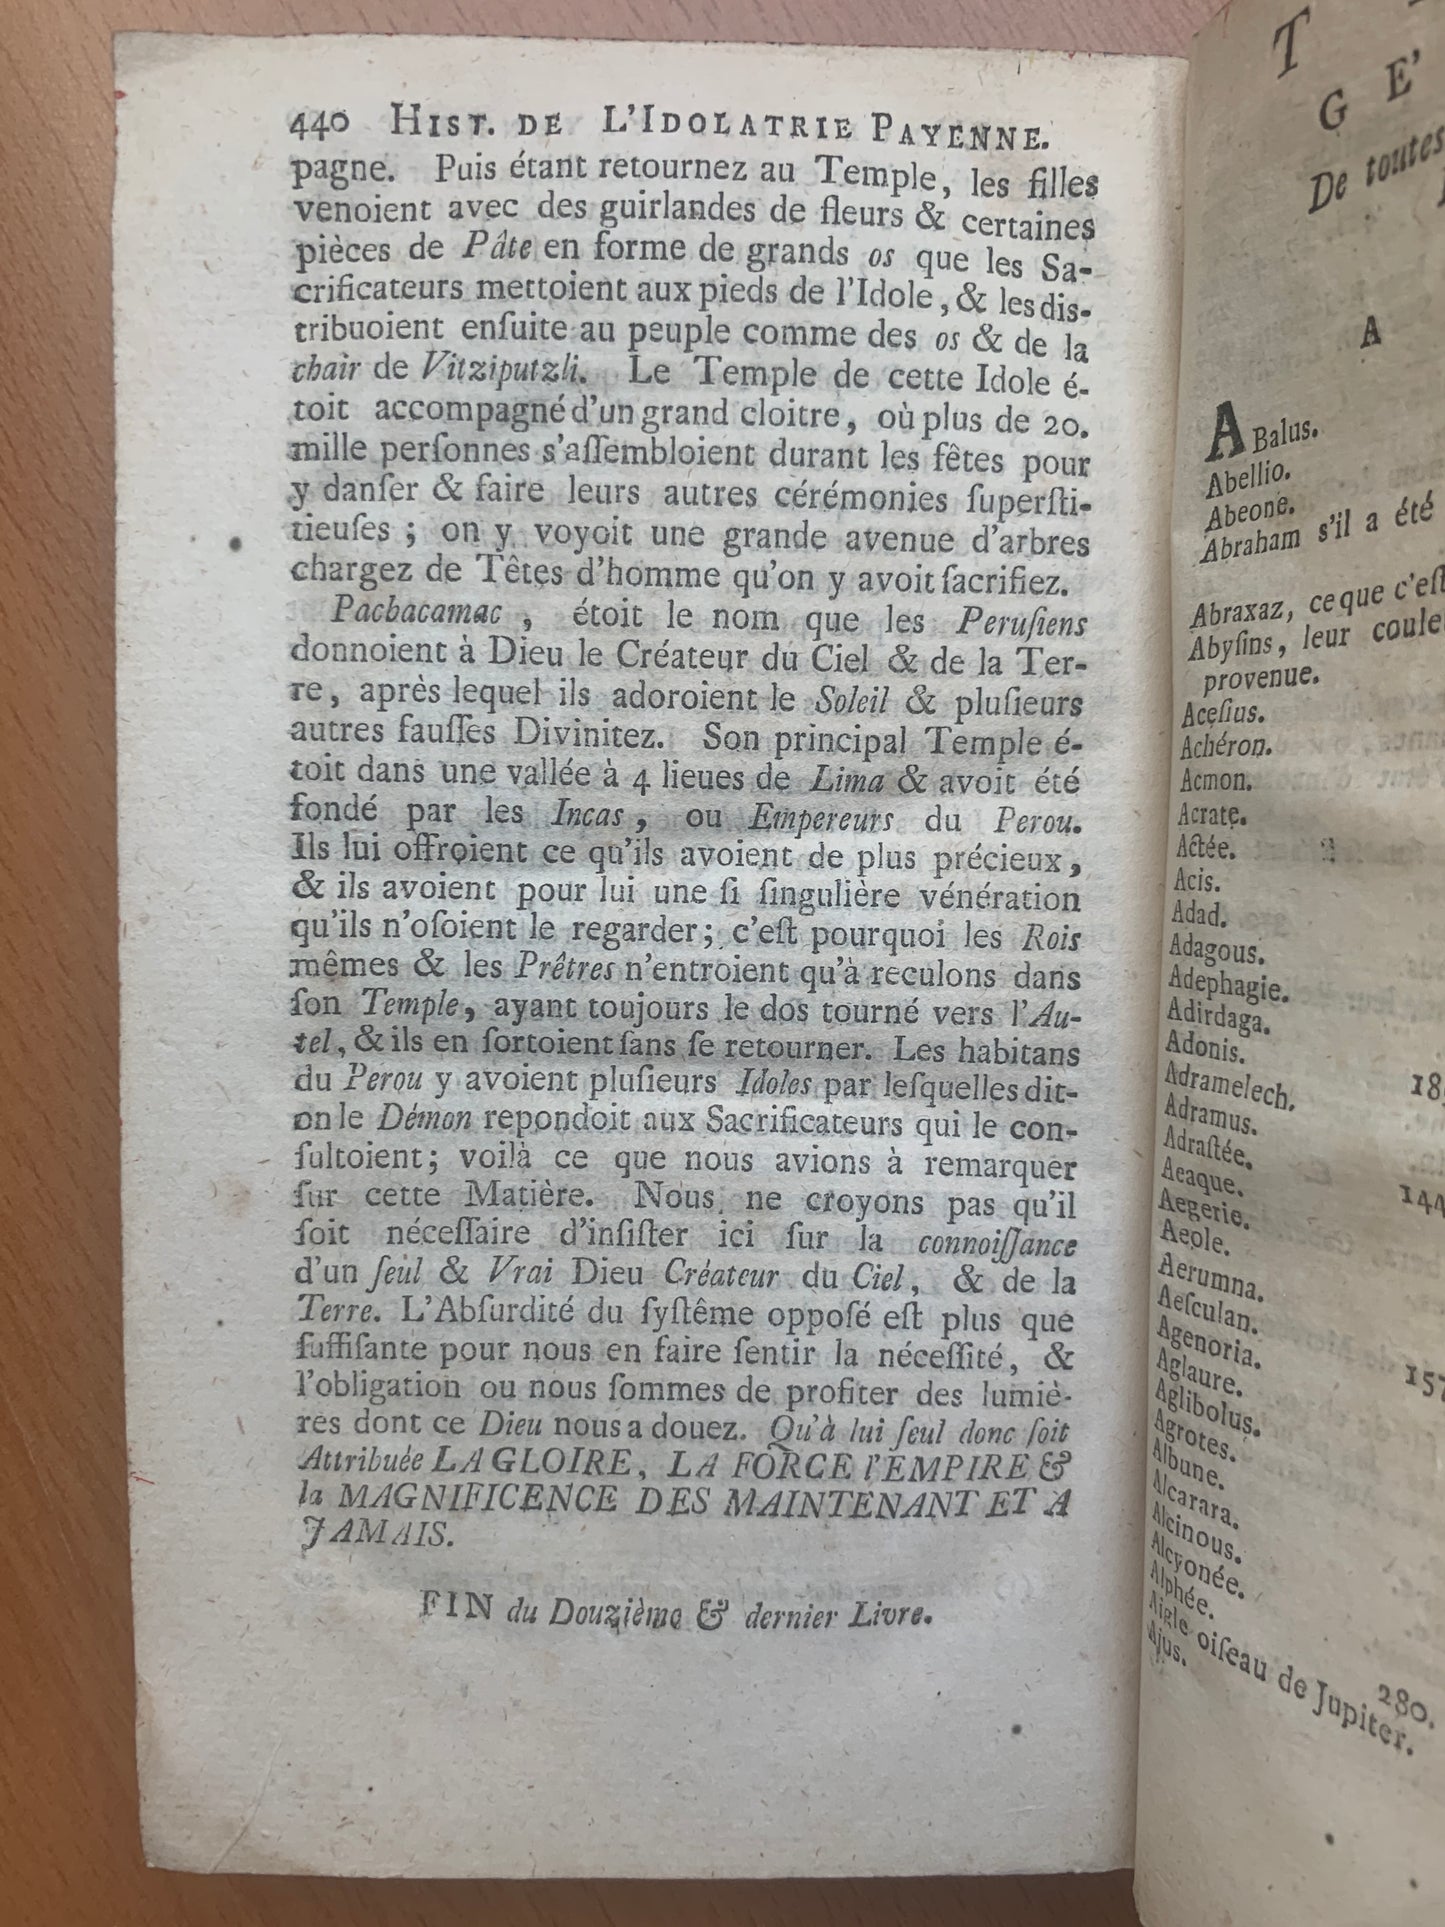 440 HIST. DE L'IDOLATRIE PAYENNE.
pagne. Puis étant retournez au Temple, les filles
venoient avec des guirlandes de fleurs & certaines
pièces de Pâte en forme de grands os que les Sa-
crificateurs mettoient aux pieds de l'Idole, & les dis-
tribuoient enſuite au peuple comme des os & de la
chair de Vitziputzli. Le Temple de cette Idole é-
toit accompagné d'un grand cloitre, où plus de 20.
mille perſonnes s'aſſembloient durant les fêtes pour
y danſer & faire leurs autres cérémonies ſuperſti-
tieuſes ; on y voyoit une grande avenue d'arbres
chargez de Têtes d'homme qu'on y avoit ſacrifiez.
Pachacamac, étoit le nom que les Peruſiens
donnoient à Dieu le Créateur du Ciel & de la Ter-
re, après lequel ils adoroient le Soleil & pluſieurs
autres fauſſes Divinitez. Son principal Temple é-
toit dans une vallée à 4 lieues de Lima & avoit été
fondé par les Incas, ou Empereurs du Perou.
Ils lui offroient ce qu'ils avoient de plus précieux,
& ils avoient pour lui une ſi ſingulière vénération
qu'ils n'oſoient le regarder; c'eſt pourquoi les Rois
mêmes & les Prêtres n'entroient qu'à reculons dans
ſon Temple, ayant toujours le dos tourné vers l'Au-
tel, & ils en ſortoient ſans ſe retourner. Les habitans
du Perou y avoient pluſieurs Idoles par leſquelles dit-
on le Démon repondoit aux Sacrificateurs qui le con-
ſultoient; voilà ce que nous avions à remarquer
ſur cette Matière. Nous ne croyons pas qu'il
ſoit néceſſaire d'inſiſter ici ſur la connoiſſance
d'un ſeul & Vrai Dieu Créateur du Ciel, & de la
Terre. L'Abſurdité du ſyſtême oppoſé eſt plus que
ſuffiſante pour nous en faire ſentir la néceſſité, &
l'obligation ou nous ſommes de profiter des lumiè-
res dont ce Dieu nous a douez. Qu'à lui ſeul donc ſoit
Attribuée LA GLOIRE, LA FORCE l'EMPIRE &
la MAGNIFICENCE DES MAINTENANT ET A
JAMAIS.
FIN du Douzième & dernier Livre.
T
G E'
De toutes
A
ABalus.
Abellio.
Abeone.
Abraham s'il a été
Abraxaz, ce que c'eſt
Abyſins, leur
provenue.
Aceſius.
Achéron.
Acmon.
Acrate.
Actée.
Acis.
Adad.
Adagous.
Adephagie.
Adirdaga.
Adonis.
Adramelech.
Adramus.
Adraſtée.
Aeaque.
Aegerie.
144
Aeole.
Aerumna.
Aeſculan.
Agenoria.
Aglaure.
157
Aglibolus.
Agrotes.
Albune.
Alcarara.
Alcinous.
Alcyonée.
Alphée.
Aigle oiſeau de Jupiter.
280.
Ajus.